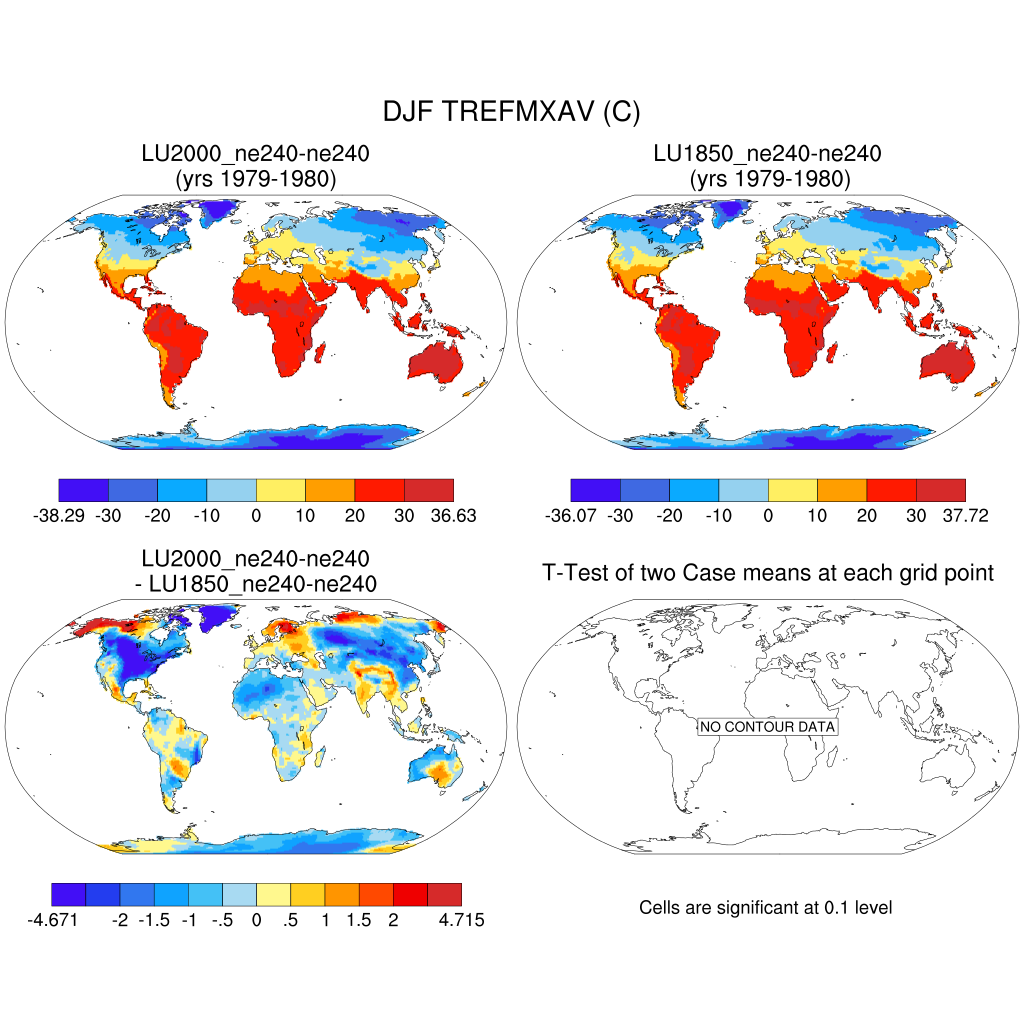 DJF TREFMXAV (C)
LU2000_ne240-ne240
(yrs 1979-1980)
LU1850_ne240-ne240
(yrs 1979-1980)
-38.29 -30 -20 -10 0 10 20 30 36.63
-36.07 -30 -20 -10 0 10 20 30 37.72
LU2000_ne240-ne240
- LU1850_ne240-ne240
T-Test of two Case means at each grid point
NO CONTOUR DATA
-4.671 -2 -1.5 -1 -.5 0 .5 1 1.5 2 4.715
Cells are significant at 0.1 level